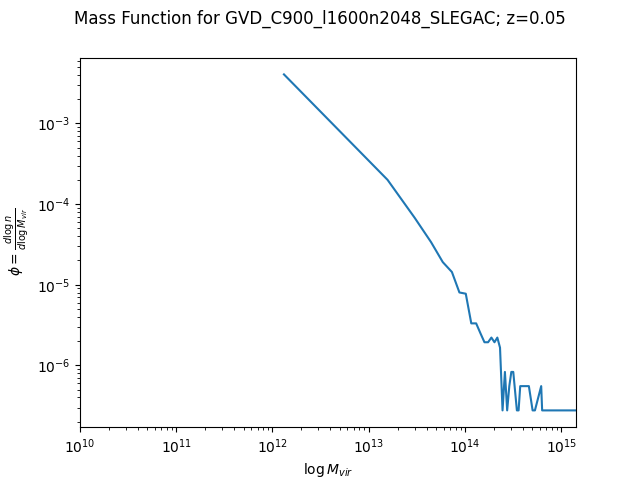 Mass Function for GVD_C900_l1600n2048_SLEGAC; z=0.05
ϕ = d log n / d log M_vir
10⁻³
10⁻⁴
10⁻⁵
10⁻⁶
10¹⁰ 10¹¹ 10¹² 10¹³ 10¹⁴ 10¹⁵
log M_vir